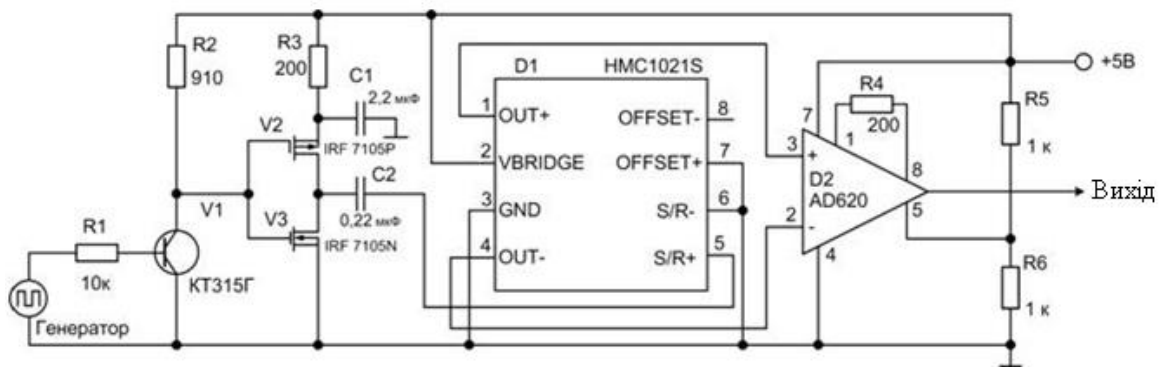 R2
910
R3
200
C1
2,2 мкФ
V2
IRF 7105P
C2
0,22 мкФ
V1
V3
IRF 7105N
R1
10к
КТ315Г
Генератор
D1
HMC1021S
1
OUT+
2
VBRIDGE
3
GND
4
OUT-
OFFSET-
8
OFFSET+
7
S/R-
6
S/R+
5
R4
200
7
1
3
+
8
D2
AD620
2
-
5
4
+5В
R5
1 к
Вихід
R6
1 к